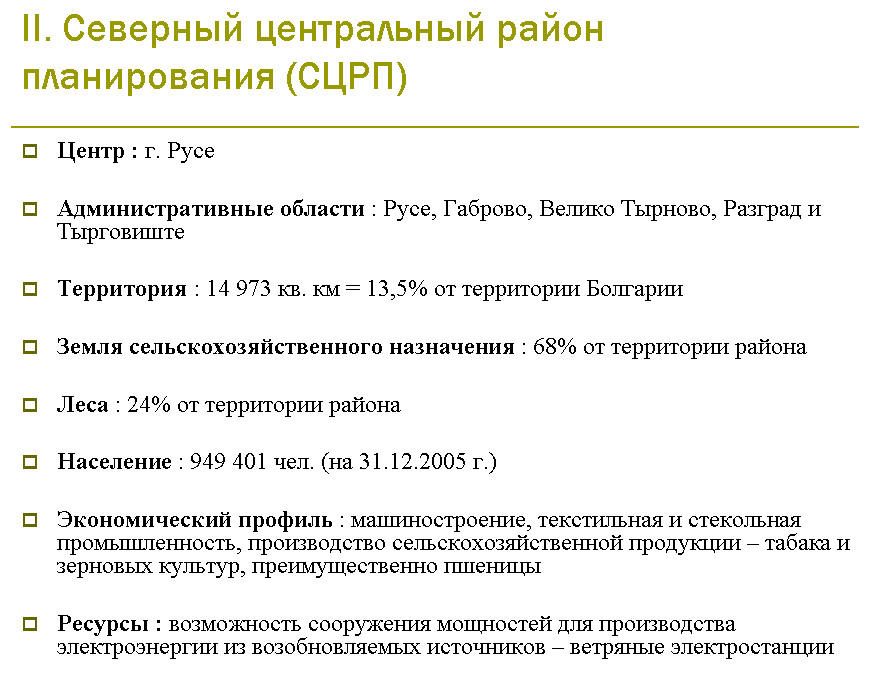 II. Северный центральный район
планирования (СЦРП)
Центр : г. Русе
Административные области : Русе, Габрово, Велико Тырново, Разград и
Тырговиште
Территория : 14 973 кв. км = 13,5% от территории Болгарии
Земля сельскохозяйственного назначения : 68% от территории района
Леса : 24% от территории района
Население : 949 401 чел. (на 31.12.2005 г.)
Экономический профиль : машиностроение, текстильная и стекольная
промышленность, производство сельскохозяйственной продукции – табака и
зерновых культур, преимущественно пшеницы
Ресурсы : возможность сооружения мощностей для производства
электроэнергии из возобновляемых источников – ветряные электростанции